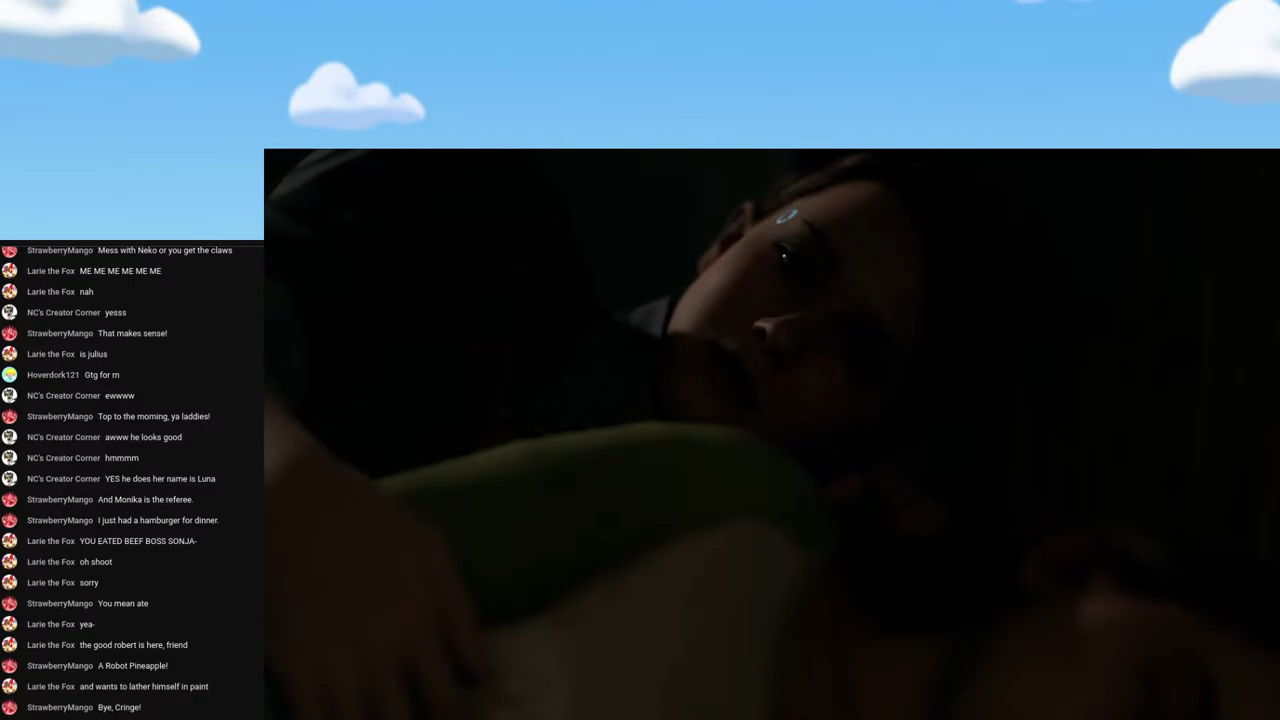 StrawberryMango Mess with Neko or you get the claws
Larie the Fox ME ME ME ME ME ME
Larie the Fox nah
NC's Creator Corner yesss
StrawberryMango That makes sense!
Larie the Fox is julius
Hoverdork121 Gtg for rn
NC's Creator Corner ewwww
StrawberryMango Top to the morning, ya laddies!
NC's Creator Corner awww he looks good
NC's Creator Corner hmmmm
NC's Creator Corner YES he does her name is Luna
StrawberryMango And Monika is the referee.
StrawberryMango I just had a hamburger for dinner.
Larie the Fox YOU EATED BEEF BOSS SONJA-
Larie the Fox oh shoot
Larie the Fox sorry
StrawberryMango You mean ate
Larie the Fox yea-
Larie the Fox the good robert is here, friend
StrawberryMango A Robot Pineapple!
Larie the Fox and wants to lather himself in paint
StrawberryMango Bye, Cringe!